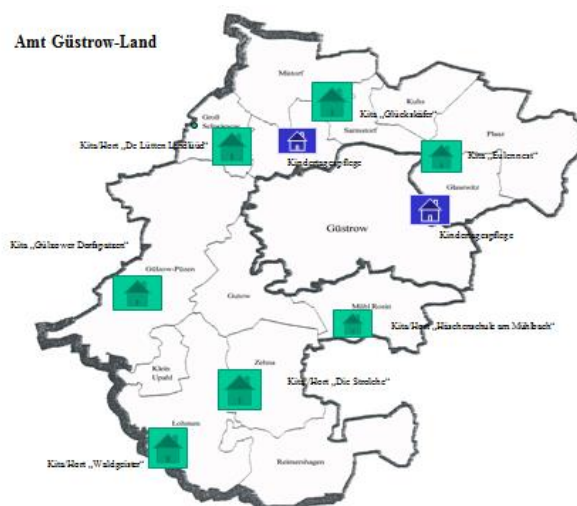 Amt Güstrow-Land
Mistorf
Kuhs
Kita „Glückskäfer“
Groß
Schwiesow
Sarmstorf
Plaaz
Kita/Hort „De Lütten Landlüüd“
Kindertagespflege
Kita „Eulennest“
Glasewitz
Güstrow
Kindertagespflege
Kita „Gülzower Dorfspatzen“
Gülzow-Prüzen
Gutow
Mühl Rosin
Kita/Hort „Häschenschule am Mühlbach“
Klein
Upahl
Zehna
Kita/Hort „Die Strolche“
Lohmen
Kita/Hort „Waldgeister“
Reimershagen